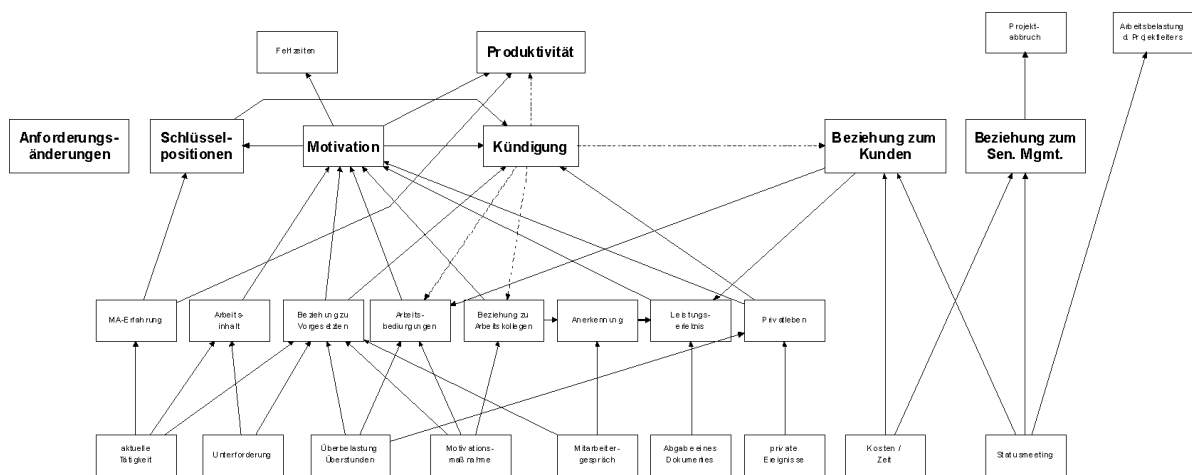 Projekt-
abbruch
Arbeitsbelastung
d. Projektleiters
Fehlzeiten
Produktivität
Anforderungs-
änderungen
Schlüssel-
positionen
Motivation
Kündigung
Beziehung zum
Kunden
Beziehung zum
Sen. Mgmt.
MA-Erfahrung
Arbeits-
inhalt
Beziehung zu
Vorgesetzten
Arbeits-
bediungungen
Beziehung zu
Arbeitskollegen
Anerkennung
Leistungs-
erlebnis
Privatleben
aktuelle
Tätigkeit
Unterforderung
Überbelastung
Überstunden
Motivations-
maßnahme
Mitarbeiter-
gespräch
Abgabe eines
Dokumentes
private
Ereignisse
Kosten /
Zeit
Statusmeeting